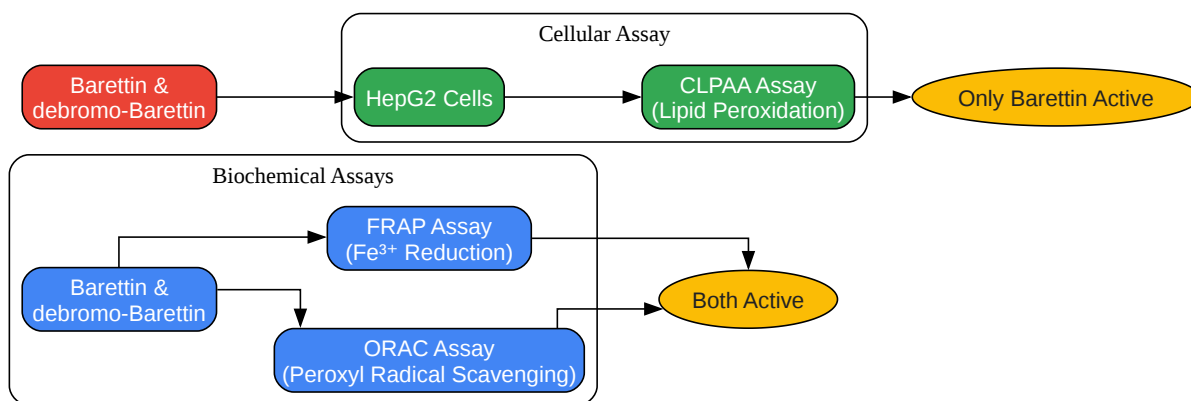 Cellular Assay
Barettin &
debromo-Barettin
HepG2 Cells
CLPAA Assay
(Lipid Peroxidation)
Only Barettin Active
Biochemical Assays
FRAP Assay
(Fe³⁺ Reduction)
Barettin &
debromo-Barettin
Both Active
ORAC Assay
(Peroxyl Radical Scavenging)